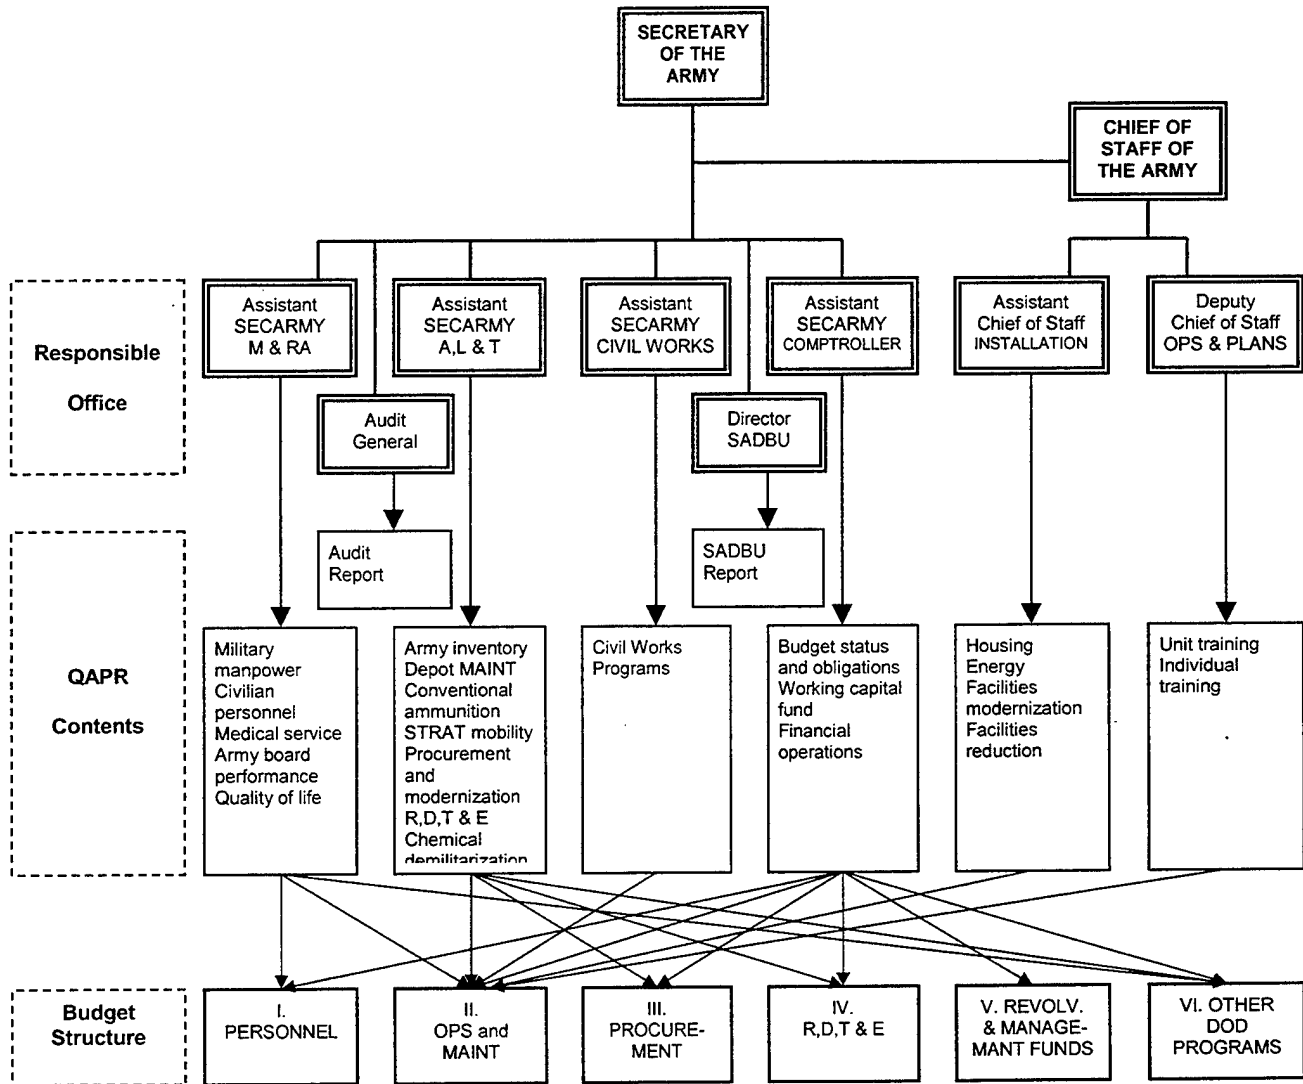 SECRETARY
OF THE
ARMY
CHIEF OF
STAFF OF
THE ARMY
Responsible
Office
Assistant
SECARMY
M & RA
Assistant
SECARMY
A,L & T
Assistant
SECARMY
CIVIL WORKS
Assistant
SECARMY
COMPTROLLER
Assistant
Chief of Staff
INSTALLATION
Deputy
Chief of Staff
OPS & PLANS
Audit
General
Director
SADBU
Audit
Report
SADBU
Report
QAPR
Contents
Military
manpower
Civilian
personnel
Medical service
Army board
performance
Quality of life
Army inventory
Depot MAINT
Conventional
ammunition
STRAT mobility
Procurement
and
modernization
R,D,T & E
Chemical
demilitarization
Civil Works
Programs
Budget status
and obligations
Working capital
fund
Financial
operations
Housing
Energy
Facilities
modernization
Facilities
reduction
Unit training
Individual
training
Budget
Structure
I.
PERSONNEL
II.
OPS and
MAINT
III.
PROCURE-
MENT
IV.
R,D,T & E
V. REVOLV.
& MANAGE-
MANT FUNDS
VI. OTHER
DOD
PROGRAMS